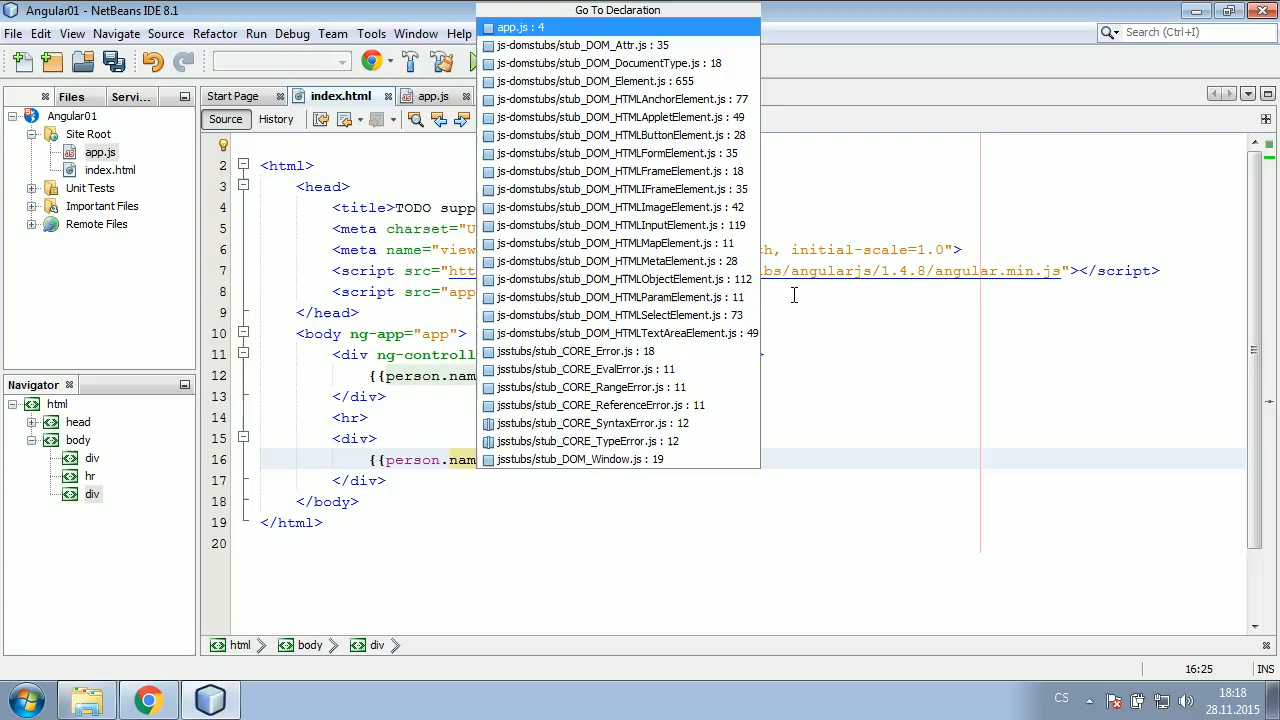 Angular01 - NetBeans IDE 8.1
File Edit View Navigate Source Refactor Run Debug Team Tools Window Help
Search (Ctrl+I)
Files Servi...
Angular01
Site Root
app.js
index.html
Unit Tests
Important Files
Remote Files
Navigator
html
head
body
div
hr
div
Start Page index.html app.js
Source History
Go To Declaration
app.js : 4
js-domstubs/stub_DOM_Attr.js : 35
js-domstubs/stub_DOM_DocumentType.js : 18
js-domstubs/stub_DOM_Element.js : 655
js-domstubs/stub_DOM_HTMLAnchorElement.js : 77
js-domstubs/stub_DOM_HTMLAppletElement.js : 49
js-domstubs/stub_DOM_HTMLButtonElement.js : 28
js-domstubs/stub_DOM_HTMLFormElement.js : 35
js-domstubs/stub_DOM_HTMLFrameElement.js : 18
js-domstubs/stub_DOM_HTMLIFrameElement.js : 35
js-domstubs/stub_DOM_HTMLImageElement.js : 42
js-domstubs/stub_DOM_HTMLInputElement.js : 119
js-domstubs/stub_DOM_HTMLMapElement.js : 11
js-domstubs/stub_DOM_HTMLMetaElement.js : 28
js-domstubs/stub_DOM_HTMLObjectElement.js : 112
js-domstubs/stub_DOM_HTMLParamElement.js : 11
js-domstubs/stub_DOM_HTMLSelectElement.js : 73
js-domstubs/stub_DOM_HTMLTextAreaElement.js : 49
jsstubs/stub_CORE_Error.js : 18
jsstubs/stub_CORE_EvalError.js : 11
jsstubs/stub_CORE_RangeError.js : 11
jsstubs/stub_CORE_ReferenceError.js : 11
jsstubs/stub_CORE_SyntaxError.js : 12
jsstubs/stub_CORE_TypeError.js : 12
jsstubs/stub_DOM_Window.js : 19
2 <html>
3 <head>
4 <title>TODO supp
5 <meta charset="U
6 <meta name="view h, initial-scale=1.0">
7 <script src="htt bs/angularjs/1.4.8/angular.min.js"></script>
8 <script src="app
9 </head>
10 <body ng-app="app">
11 <div ng-controll >
12 {{person.nam
13 </div>
14 <hr>
15 <div>
16 {{person.nam
17 </div>
18 </body>
19 </html>
20
html body div
16:25 INS
CS
18:18
28.11.2015